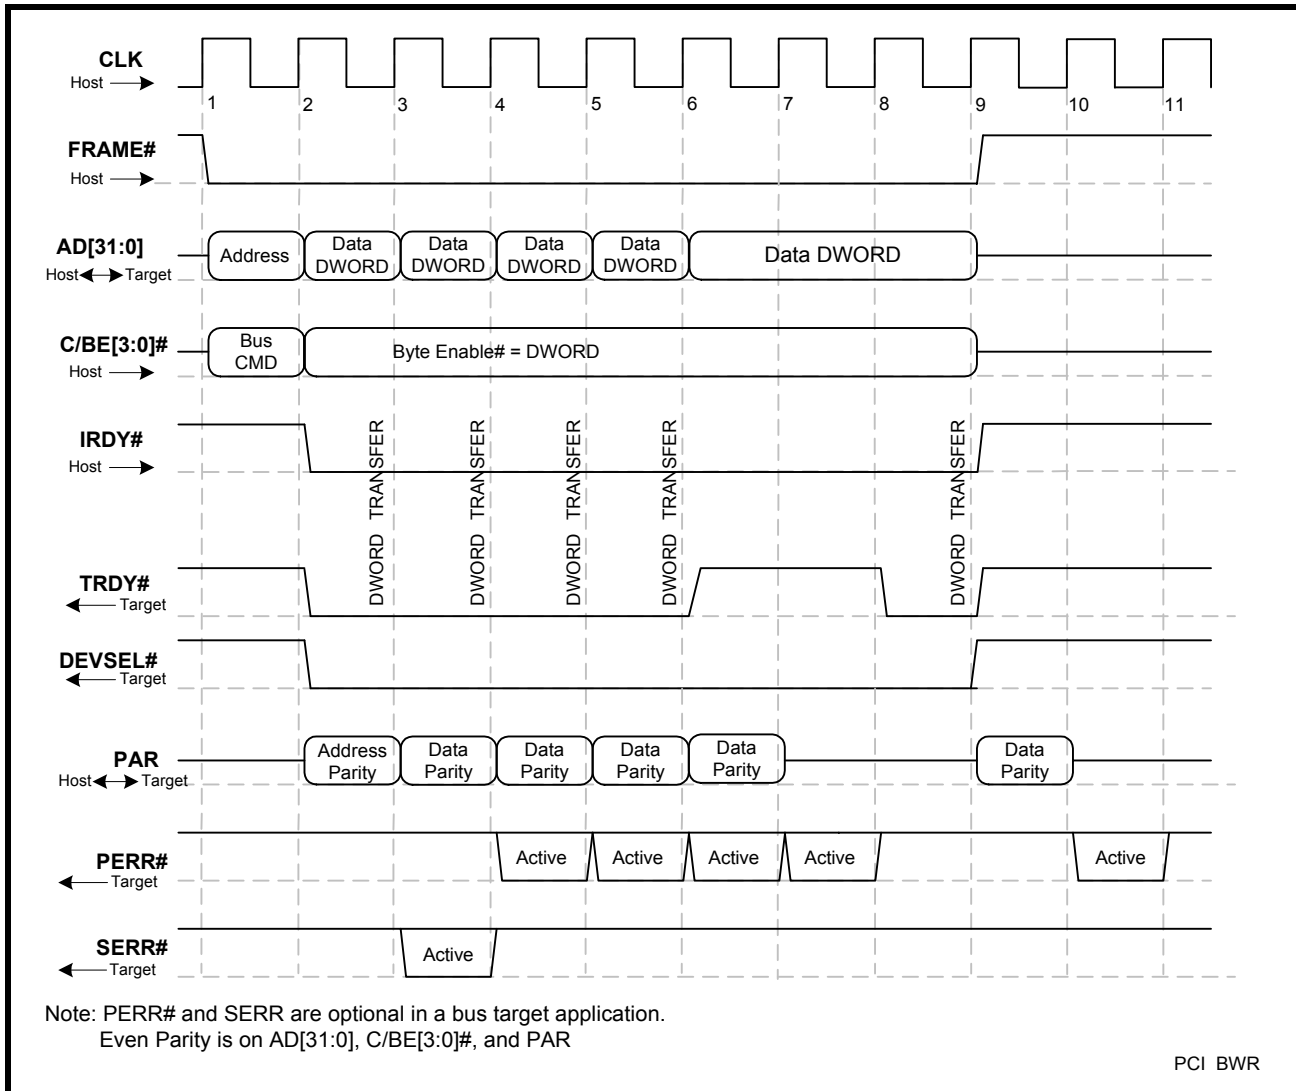 CLK
Host
1 2 3 4 5 6 7 8 9 10 11
FRAME#
Host
AD[31:0]
Host Target
Address
Data
DWORD
Data
DWORD
Data
DWORD
Data
DWORD
Data DWORD
C/BE[3:0]#
Host
Bus
CMD
Byte Enable# = DWORD
IRDY#
Host
DWORD TRANSFER
DWORD TRANSFER
DWORD TRANSFER
DWORD TRANSFER
DWORD TRANSFER
TRDY#
Target
DEVSEL#
Target
PAR
Host Target
Address
Parity
Data
Parity
Data
Parity
Data
Parity
Data
Parity
Data
Parity
PERR#
Target
Active
Active
Active
Active
Active
SERR#
Target
Active
Note: PERR# and SERR are optional in a bus target application.
Even Parity is on AD[31:0], C/BE[3:0]#, and PAR
PCI BWR